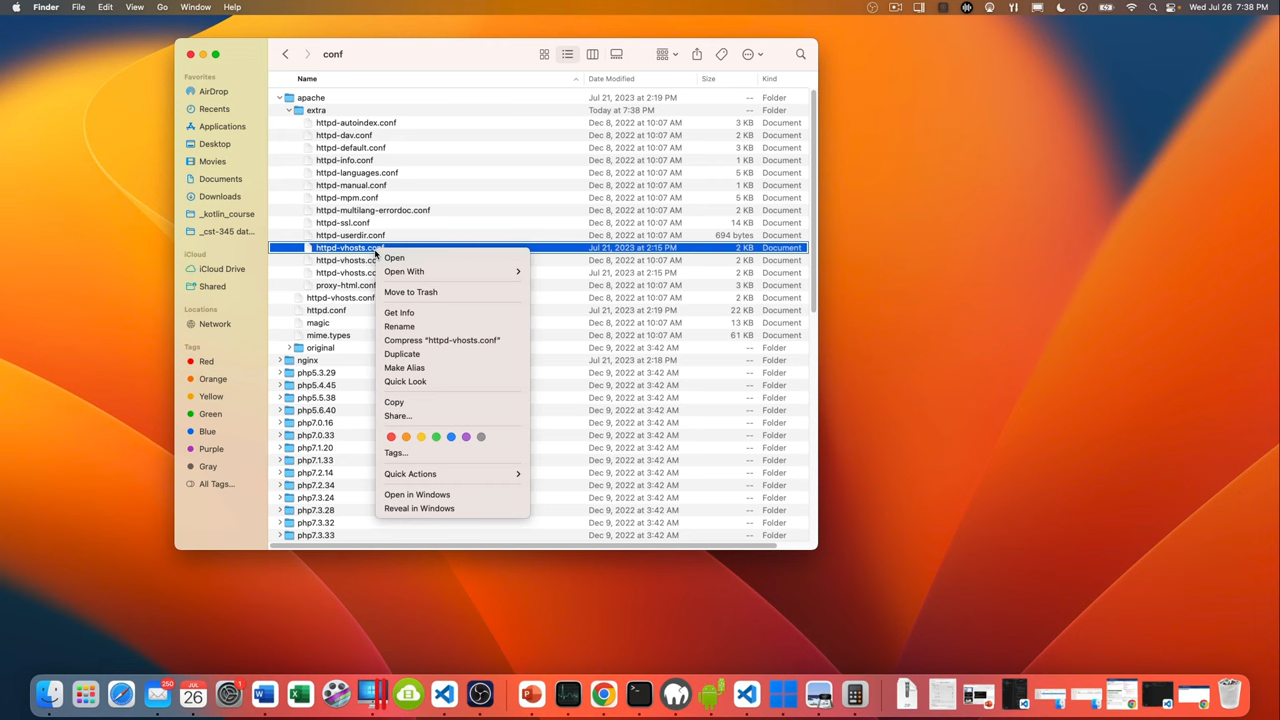 Finder File Edit View Go Window Help Wed Jul 26 7:38 PM
conf
Favorites
AirDrop
Recents
Applications
Desktop
Movies
Documents
Downloads
_kotlin_course
_cst-345 dat...
iCloud
iCloud Drive
Shared
Locations
Network
Tags
Red
Orange
Yellow
Green
Blue
Purple
Gray
All Tags...
Name Date Modified Size Kind
apache Jul 21, 2023 at 2:19 PM -- Folder
extra Today at 7:38 PM -- Folder
httpd-autoindex.conf Dec 8, 2022 at 10:07 AM 3 KB Document
httpd-dav.conf Dec 8, 2022 at 10:07 AM 2 KB Document
httpd-default.conf Dec 8, 2022 at 10:07 AM 3 KB Document
httpd-info.conf Dec 8, 2022 at 10:07 AM 1 KB Document
httpd-languages.conf Dec 8, 2022 at 10:07 AM 5 KB Document
httpd-manual.conf Dec 8, 2022 at 10:07 AM 1 KB Document
httpd-mpm.conf Dec 8, 2022 at 10:07 AM 5 KB Document
httpd-multilang-errordoc.conf Dec 8, 2022 at 10:07 AM 2 KB Document
httpd-ssl.conf Dec 8, 2022 at 10:07 AM 14 KB Document
httpd-userdir.conf Dec 8, 2022 at 10:07 AM 694 bytes Document
httpd-vhosts.conf Jul 21, 2023 at 2:15 PM 2 KB Document
httpd-vhosts.cc Dec 8, 2022 at 10:07 AM 2 KB Document
httpd-vhosts.cc Jul 21, 2023 at 2:15 PM 2 KB Document
proxy-html.conf Dec 8, 2022 at 10:07 AM 3 KB Document
httpd-vhosts.conf Dec 8, 2022 at 10:07 AM 2 KB Document
httpd.conf Jul 21, 2023 at 2:19 PM 22 KB Document
magic Dec 8, 2022 at 10:07 AM 13 KB Document
mime.types Dec 8, 2022 at 10:07 AM 61 KB Document
original Dec 9, 2022 at 3:42 AM -- Folder
nginx Jul 21, 2023 at 2:18 PM -- Folder
php5.3.29 Dec 9, 2022 at 3:42 AM -- Folder
php5.4.45 Dec 9, 2022 at 3:42 AM -- Folder
php5.5.38 Dec 9, 2022 at 3:42 AM -- Folder
php5.6.40 Dec 9, 2022 at 3:42 AM -- Folder
php7.0.16 Dec 9, 2022 at 3:42 AM -- Folder
php7.0.33 Dec 9, 2022 at 3:42 AM -- Folder
php7.1.20 Dec 9, 2022 at 3:42 AM -- Folder
php7.1.33 Dec 9, 2022 at 3:42 AM -- Folder
php7.2.14 Dec 9, 2022 at 3:42 AM -- Folder
php7.2.34 Dec 9, 2022 at 3:42 AM -- Folder
php7.3.24 Dec 9, 2022 at 3:42 AM -- Folder
php7.3.28 Dec 9, 2022 at 3:42 AM -- Folder
php7.3.32 Dec 9, 2022 at 3:42 AM -- Folder
php7.3.33 Dec 9, 2022 at 3:42 AM -- Folder
Open
Open With
Move to Trash
Get Info
Rename
Compress "httpd-vhosts.conf"
Duplicate
Make Alias
Quick Look
Copy
Share...
Tags...
Quick Actions
Open in Windows
Reveal in Windows
250
JUL
26
1